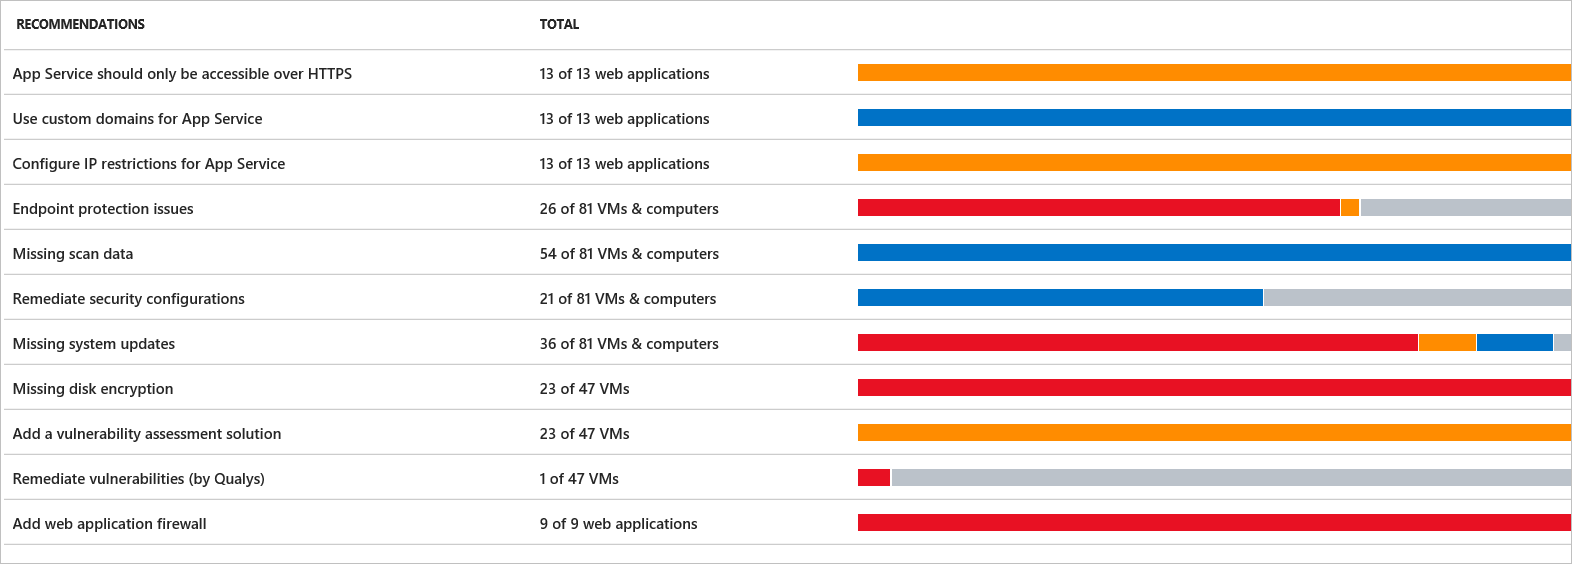 RECOMMENDATIONS TOTAL
App Service should only be accessible over HTTPS 13 of 13 web applications
Use custom domains for App Service 13 of 13 web applications
Configure IP restrictions for App Service 13 of 13 web applications
Endpoint protection issues 26 of 81 VMs & computers
Missing scan data 54 of 81 VMs & computers
Remediate security configurations 21 of 81 VMs & computers
Missing system updates 36 of 81 VMs & computers
Missing disk encryption 23 of 47 VMs
Add a vulnerability assessment solution 23 of 47 VMs
Remediate vulnerabilities (by Qualys) 1 of 47 VMs
Add web application firewall 9 of 9 web applications